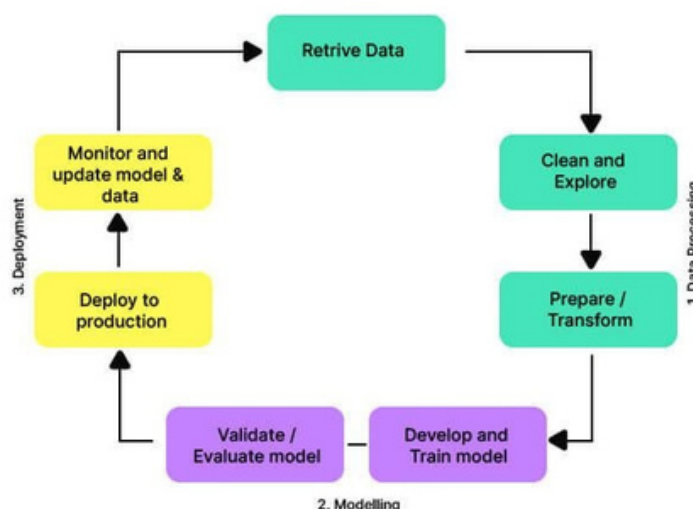 Retrive Data
Clean and
Explore
1.Data Processing
Prepare /
Transform
Develop and
Train model
Validate /
Evaluate model
2. Modelling
Deploy to
production
3. Deployment
Monitor and
update model &
data